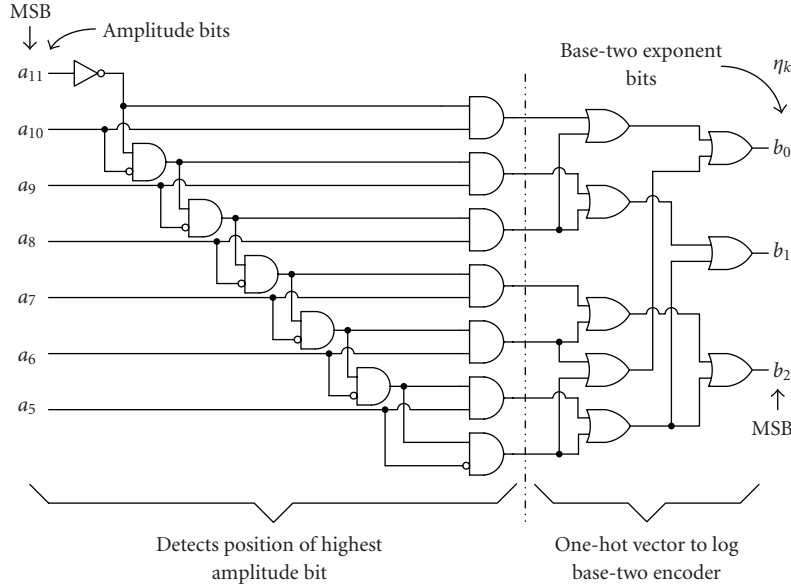 MSB
Amplitude bits
a11
a10
a9
a8
a7
a6
a5
Base-two exponent
bits
ηk
b0
b1
b2
MSB
Detects position of highest
amplitude bit
One-hot vector to log
base-two encoder